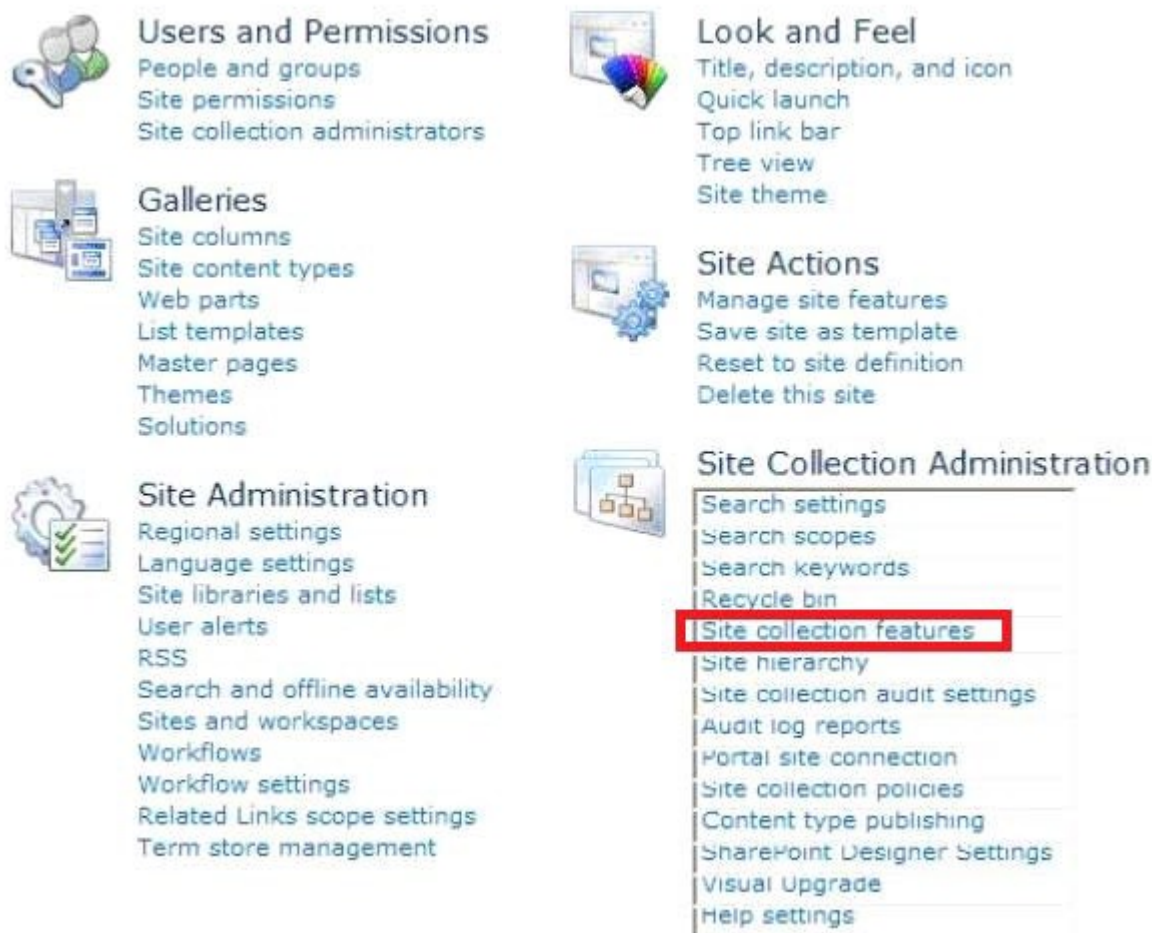 Users and Permissions
People and groups
Site permissions
Site collection administrators
Galleries
Site columns
Site content types
Web parts
List templates
Master pages
Themes
Solutions
Site Administration
Regional settings
Language settings
Site libraries and lists
User alerts
RSS
Search and offline availability
Sites and workspaces
Workflows
Workflow settings
Related Links scope settings
Term store management
Look and Feel
Title, description, and icon
Quick launch
Top link bar
Tree view
Site theme
Site Actions
Manage site features
Save site as template
Reset to site definition
Delete this site
Site Collection Administration
Search settings
Search scopes
Search keywords
Recycle bin
Site collection features
Site hierarchy
Site collection audit settings
Audit log reports
Portal site connection
Site collection policies
Content type publishing
SharePoint Designer Settings
Visual Upgrade
Help settings